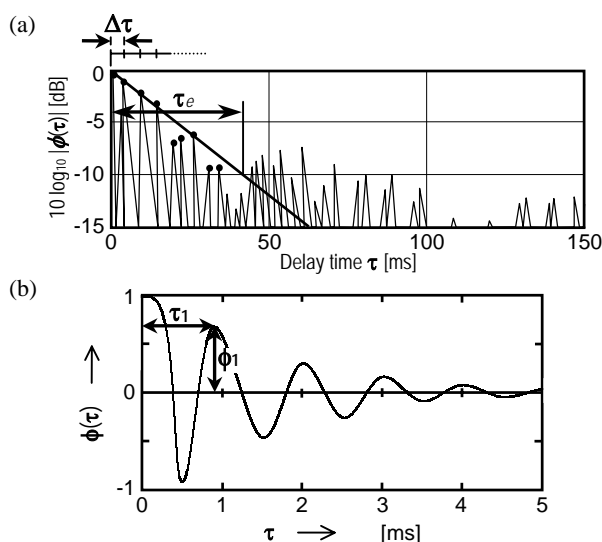 (a)
Δτ
0
τe
-5
-10
-15
10 log10 |ϕ(τ)| [dB]
0 50 100 150
Delay time τ [ms]
(b)
1
τ1
ϕ1
0
-1
ϕ(τ) →
0 1 2 3 4 5
τ → [ms]